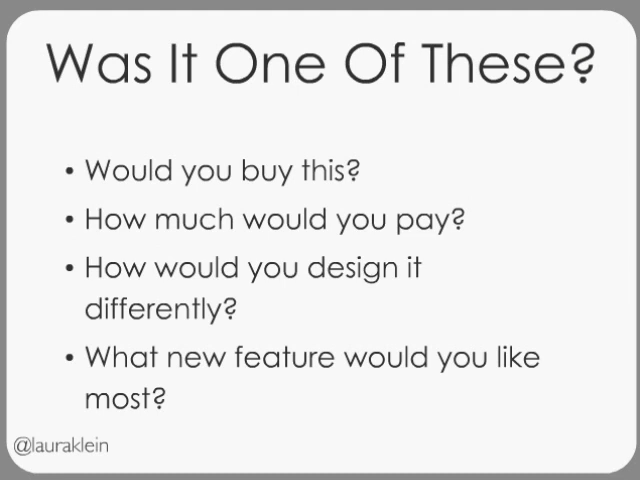 Was It One Of These?
• Would you buy this?
• How much would you pay?
• How would you design it
differently?
• What new feature would you like
most?
@lauraklein